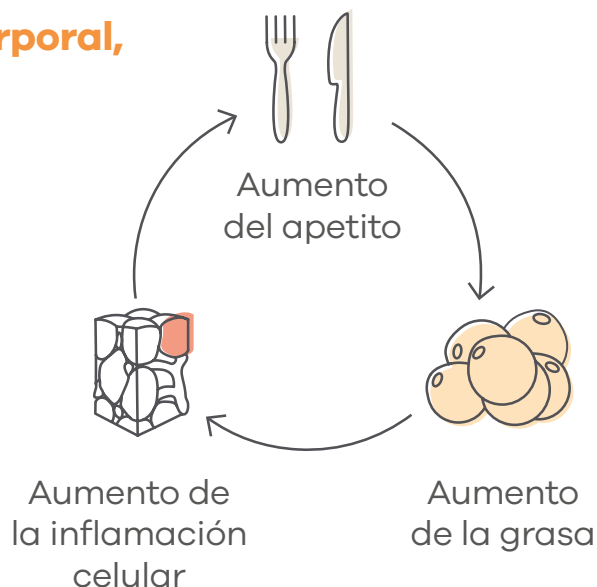 rporal,
Aumento
del apetito
Aumento de
la inflamación
celular
Aumento
de la grasa